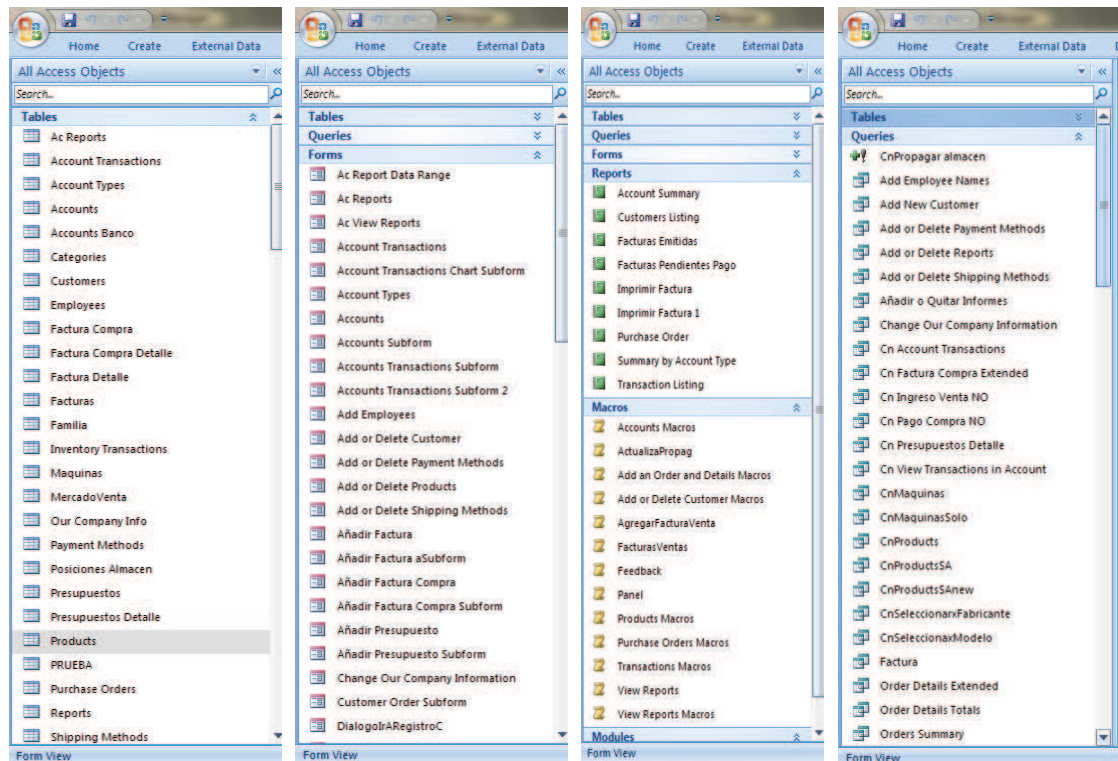 Home Create External Data
All Access Objects
Search...
Tables
Ac Reports
Account Transactions
Account Types
Accounts
Accounts Banco
Categories
Customers
Employees
Factura Compra
Factura Compra Detalle
Factura Detalle
Facturas
Familia
Inventory Transactions
Maquinas
MercadoVenta
Our Company Info
Payment Methods
Posiciones Almacen
Presupuestos
Presupuestos Detalle
Products
PRUEBA
Purchase Orders
Reports
Shipping Methods
Form View
Home Create External Data
All Access Objects
Search...
Tables
Queries
Forms
Ac Report Data Range
Ac Reports
Ac View Reports
Account Transactions
Account Transactions Chart Subform
Account Types
Accounts
Accounts Subform
Accounts Transactions Subform
Accounts Transactions Subform 2
Add Employees
Add or Delete Customer
Add or Delete Payment Methods
Add or Delete Products
Add or Delete Shipping Methods
Añadir Factura
Añadir Factura aSubform
Añadir Factura Compra
Añadir Factura Compra Subform
Añadir Presupuesto
Añadir Presupuesto Subform
Change Our Company Information
Customer Order Subform
DialogoIrARegistroC
Form View
Home Create External Data
All Access Objects
Search...
Tables
Queries
Forms
Reports
Account Summary
Customers Listing
Facturas Emitidas
Facturas Pendientes Pago
Imprimir Factura
Imprimir Factura 1
Purchase Order
Summary by Account Type
Transaction Listing
Macros
Accounts Macros
ActualizaPropag
Add an Order and Details Macros
Add or Delete Customer Macros
AgregarFacturaVenta
FacturasVentas
Feedback
Panel
Products Macros
Purchase Orders Macros
Transactions Macros
View Reports
View Reports Macros
Modules
Form View
Home Create External Data
All Access Objects
Search...
Tables
Queries
CnPropagar almacen
Add Employee Names
Add New Customer
Add or Delete Payment Methods
Add or Delete Reports
Add or Delete Shipping Methods
Añadir o Quitar Informes
Change Our Company Information
Cn Account Transactions
Cn Factura Compra Extended
Cn Ingreso Venta NO
Cn Pago Compra NO
Cn Presupuestos Detalle
Cn View Transactions in Account
CnMaquinas
CnMaquinasSolo
CnProducts
CnProductsSA
CnProductsSAnew
CnSeleccionarxFabricante
CnSeleccionaxModelo
Factura
Order Details Extended
Order Details Totals
Orders Summary
Form View